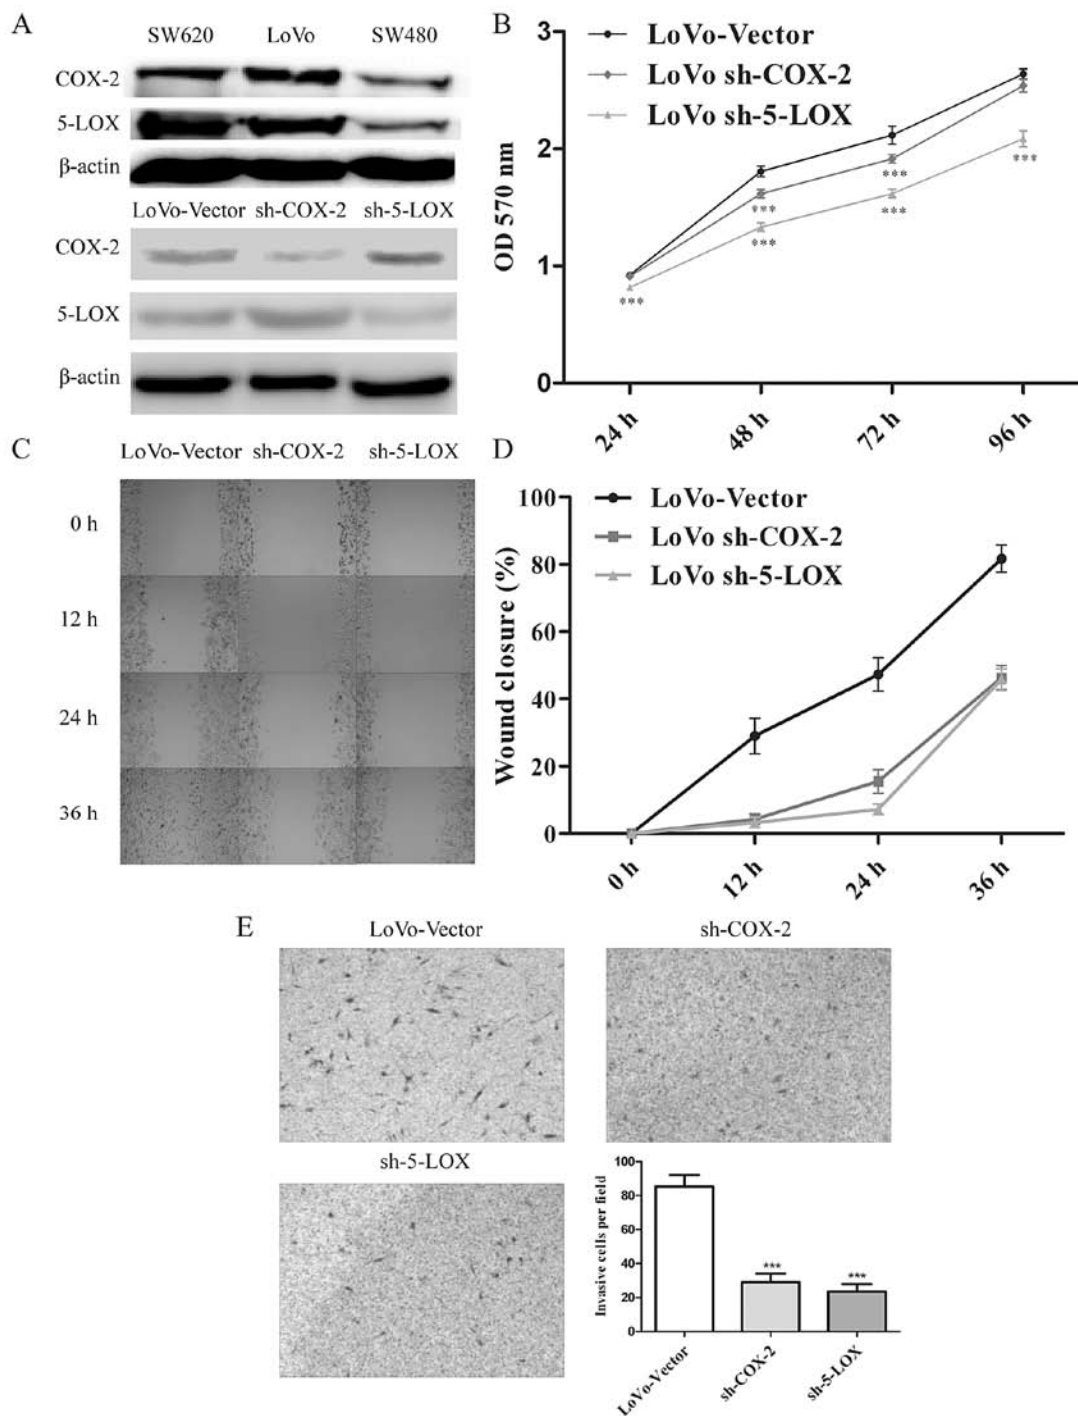 A
SW620 LoVo SW480
COX-2
5-LOX
β-actin
LoVo-Vector sh-COX-2 sh-5-LOX
COX-2
5-LOX
β-actin
B
LoVo-Vector
LoVo sh-COX-2
LoVo sh-5-LOX
OD 570 nm
3
2
1
0
***
***
***
***
***
***
24 h 48 h 72 h 96 h
C
LoVo-Vector sh-COX-2 sh-5-LOX
0 h
12 h
24 h
36 h
D
LoVo-Vector
LoVo sh-COX-2
LoVo sh-5-LOX
Wound closure (%)
100
80
60
40
20
0
0 h 12 h 24 h 36 h
E
LoVo-Vector
sh-COX-2
sh-5-LOX
Invasive cells per field
100
80
60
40
20
0
*** ***
LoVo-Vector sh-COX-2 sh-5-LOX